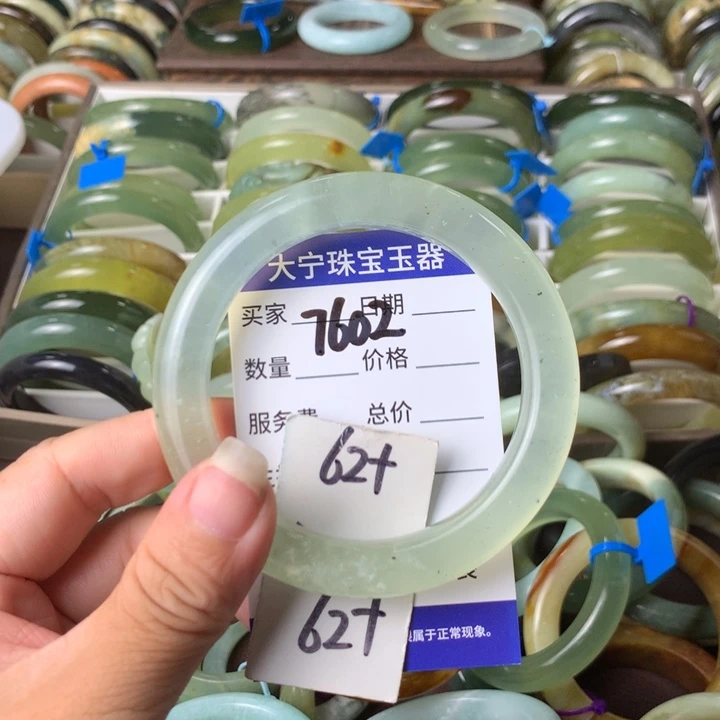 大宁珠宝玉器
买家 日期
7602
数量 价格
服务费 总价
62+
62+
属于正常现象。